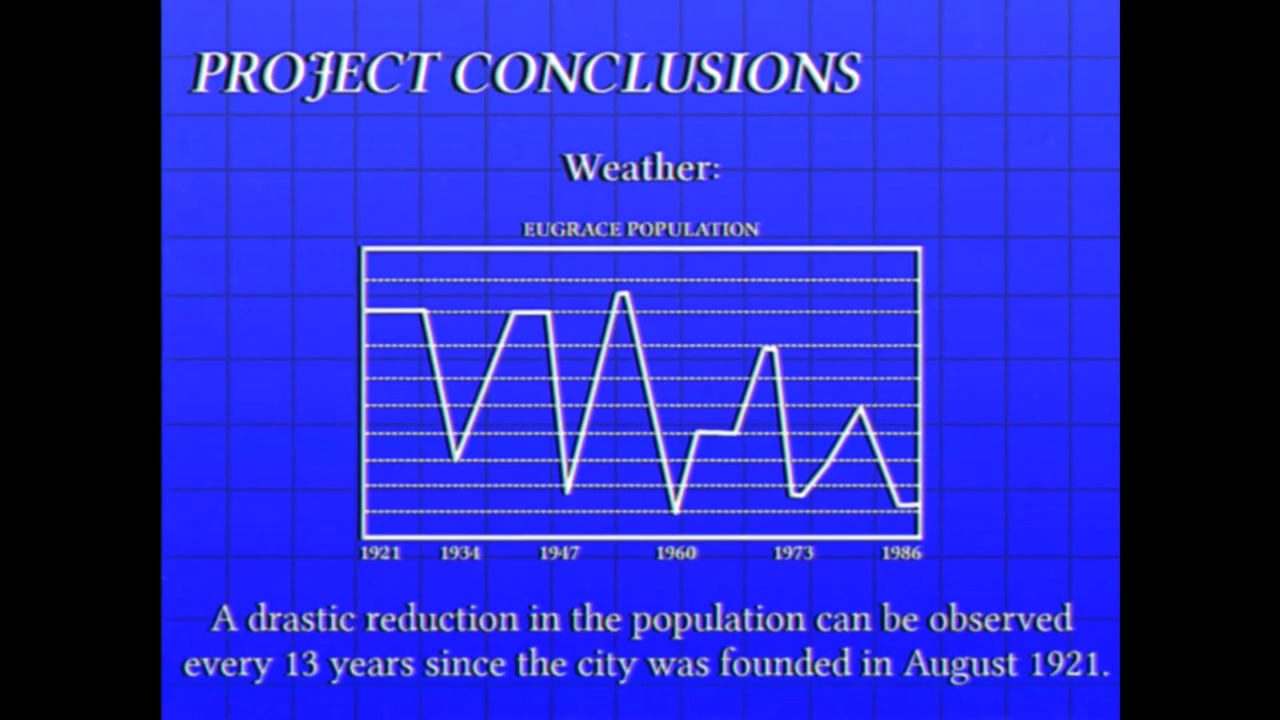 PROJECT CONCLUSIONS
Weather:
EUGRACE POPULATION
1921 1934 1947 1960 1973 1986
A drastic reduction in the population can be observed
every 13 years since the city was founded in August 1921.